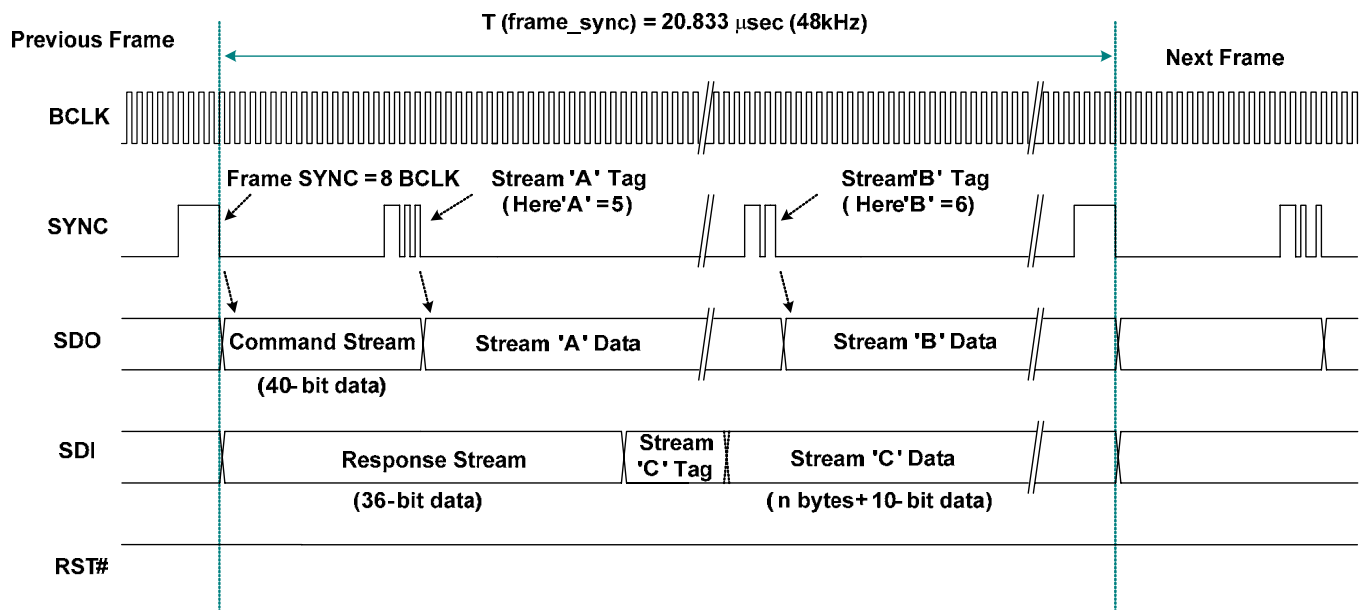 T (frame_sync) = 20.833 μsec (48kHz)
Previous Frame
Next Frame
BCLK
Frame SYNC = 8 BCLK
Stream 'A' Tag
(Here 'A' = 5)
Stream 'B' Tag
(Here 'B' = 6)
SYNC
SDO
Command Stream
Stream 'A' Data
Stream 'B' Data
(40-bit data)
SDI
Response Stream
Stream
'C' Tag
Stream 'C' Data
(36-bit data)
(n bytes+10-bit data)
RST#